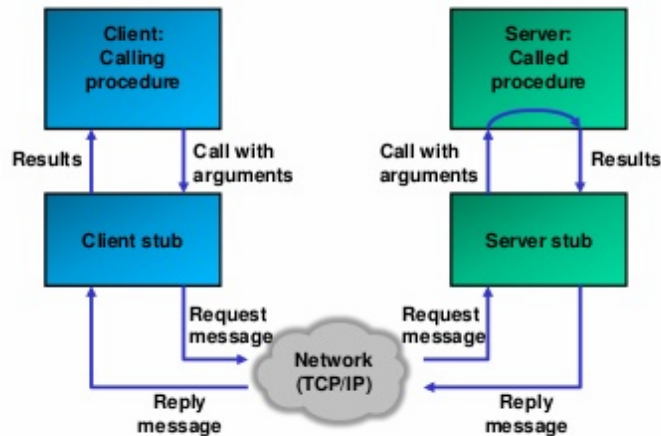 Client:
Calling
procedure
Server:
Called
procedure
Results
Call with
arguments
Call with
arguments
Results
Client stub
Server stub
Request
message
Request
message
Network
(TCP/IP)
Reply
message
Reply
message